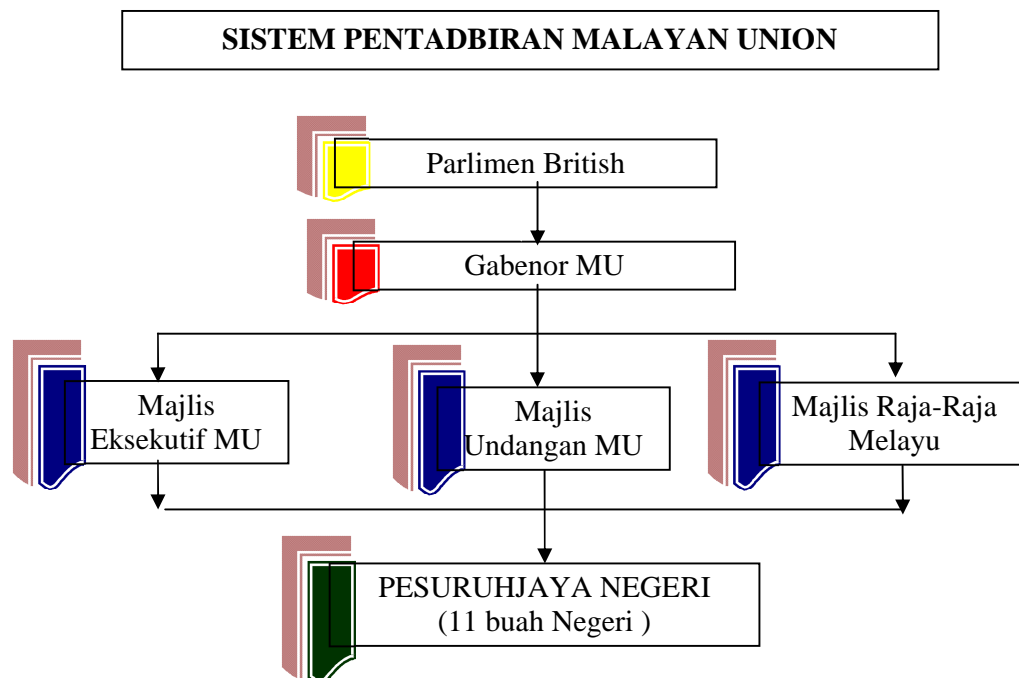 SISTEM PENTADBIRAN MALAYAN UNION
Parlimen British
Gabenor MU
Majlis
Eksekutif MU
Majlis
Undangan MU
Majlis Raja-Raja
Melayu
PESURUHJAYA NEGERI
(11 buah Negeri )